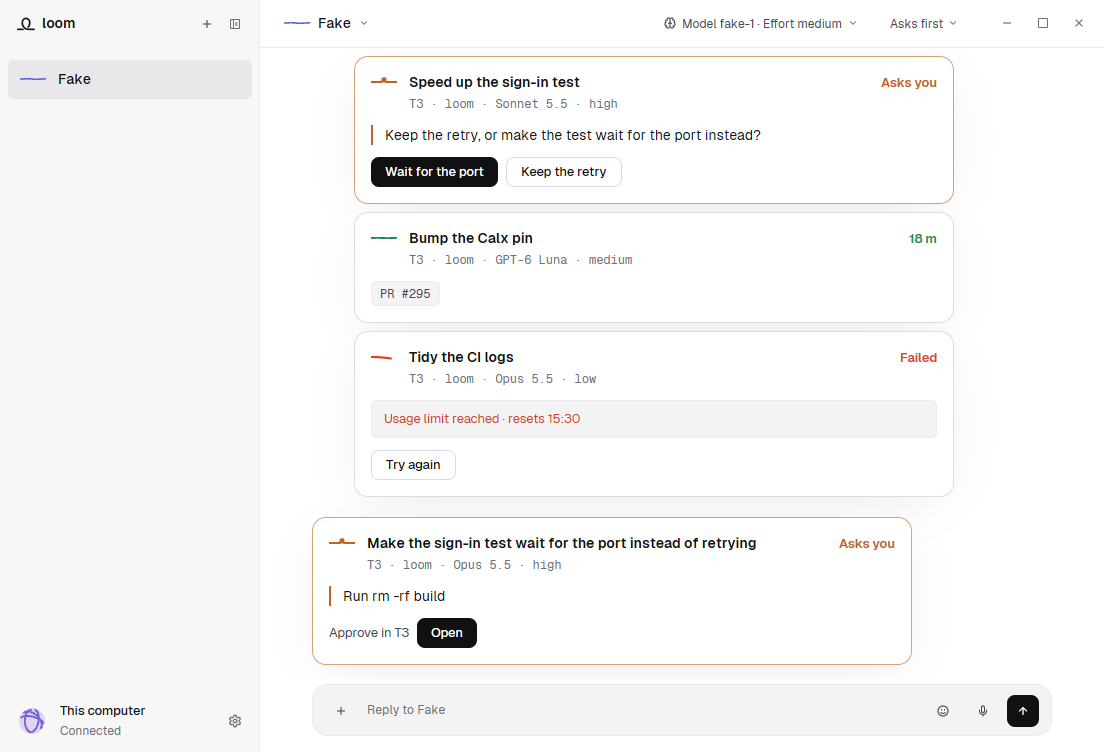 loom
Fake
Model fake-1 · Effort medium
Asks first
Fake
Speed up the sign-in test
Asks you
T3 · loom · Sonnet 5.5 · high
Keep the retry, or make the test wait for the port instead?
Wait for the port
Keep the retry
Bump the Calx pin
18 m
T3 · loom · GPT-6 Luna · medium
PR #295
Tidy the CI logs
Failed
T3 · loom · Opus 5.5 · low
Usage limit reached · resets 15:30
Try again
Make the sign-in test wait for the port instead of retrying
Asks you
T3 · loom · Opus 5.5 · high
Run rm -rf build
Approve in T3
Open
Reply to Fake
This computer
Connected